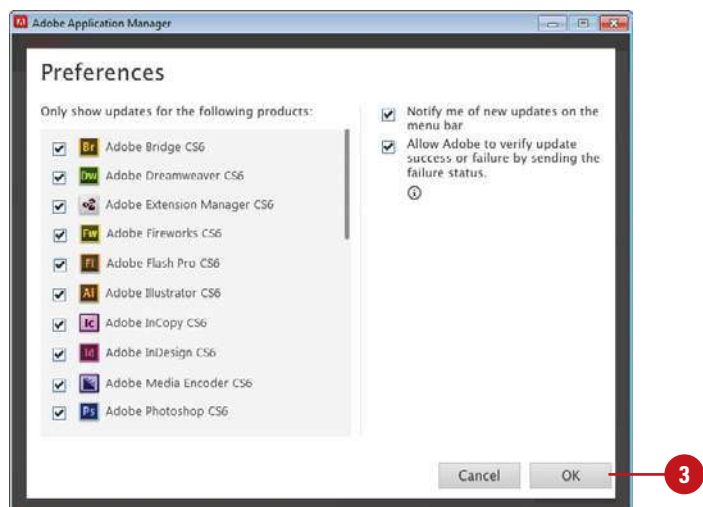 Adobe Application Manager
Preferences
Only show updates for the following products:
Br Adobe Bridge CS6
Dw Adobe Dreamweaver CS6
Adobe Extension Manager CS6
Fw Adobe Fireworks CS6
Fl Adobe Flash Pro CS6
Ai Adobe Illustrator CS6
Ic Adobe InCopy CS6
Id Adobe InDesign CS6
Adobe Media Encoder CS6
Ps Adobe Photoshop CS6
Notify me of new updates on the
menu bar
Allow Adobe to verify update
success or failure by sending the
failure status.
Cancel
OK
3